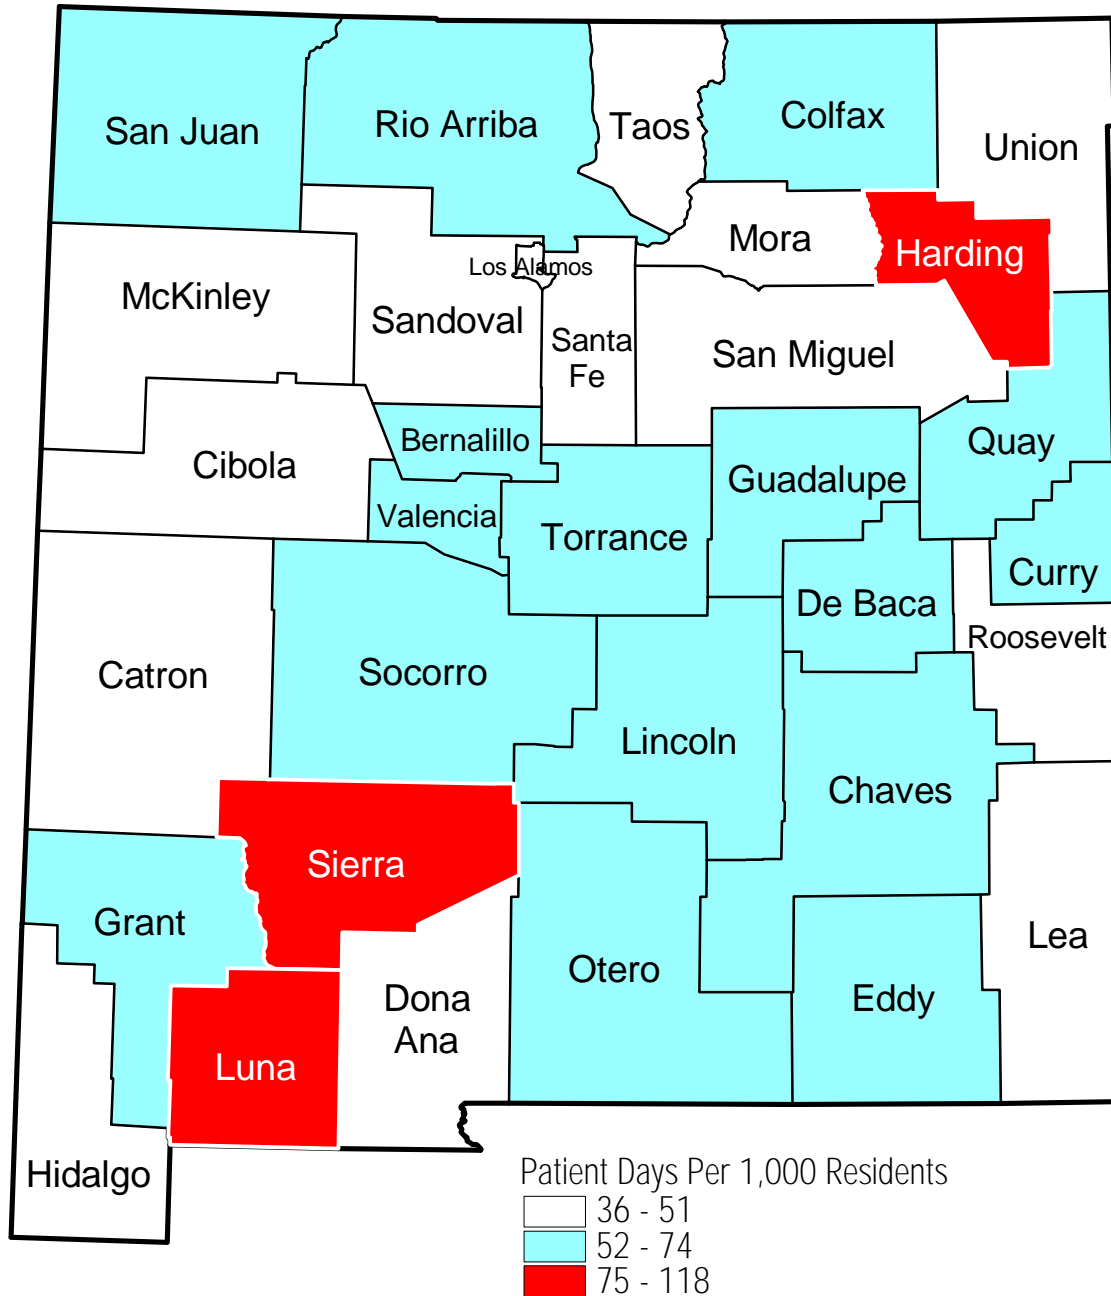 San Juan
Rio Arriba
Taos
Colfax
Union
Mora
Harding
Los Alamos
McKinley
Sandoval
Santa
Fe
San Miguel
Bernalillo
Quay
Cibola
Guadalupe
Valencia
Torrance
Curry
De Baca
Roosevelt
Catron
Socorro
Lincoln
Chaves
Sierra
Grant
Lea
Otero
Dona
Ana
Eddy
Luna
Hidalgo
Patient Days Per 1,000 Residents
36 - 51
52 - 74
75 - 118